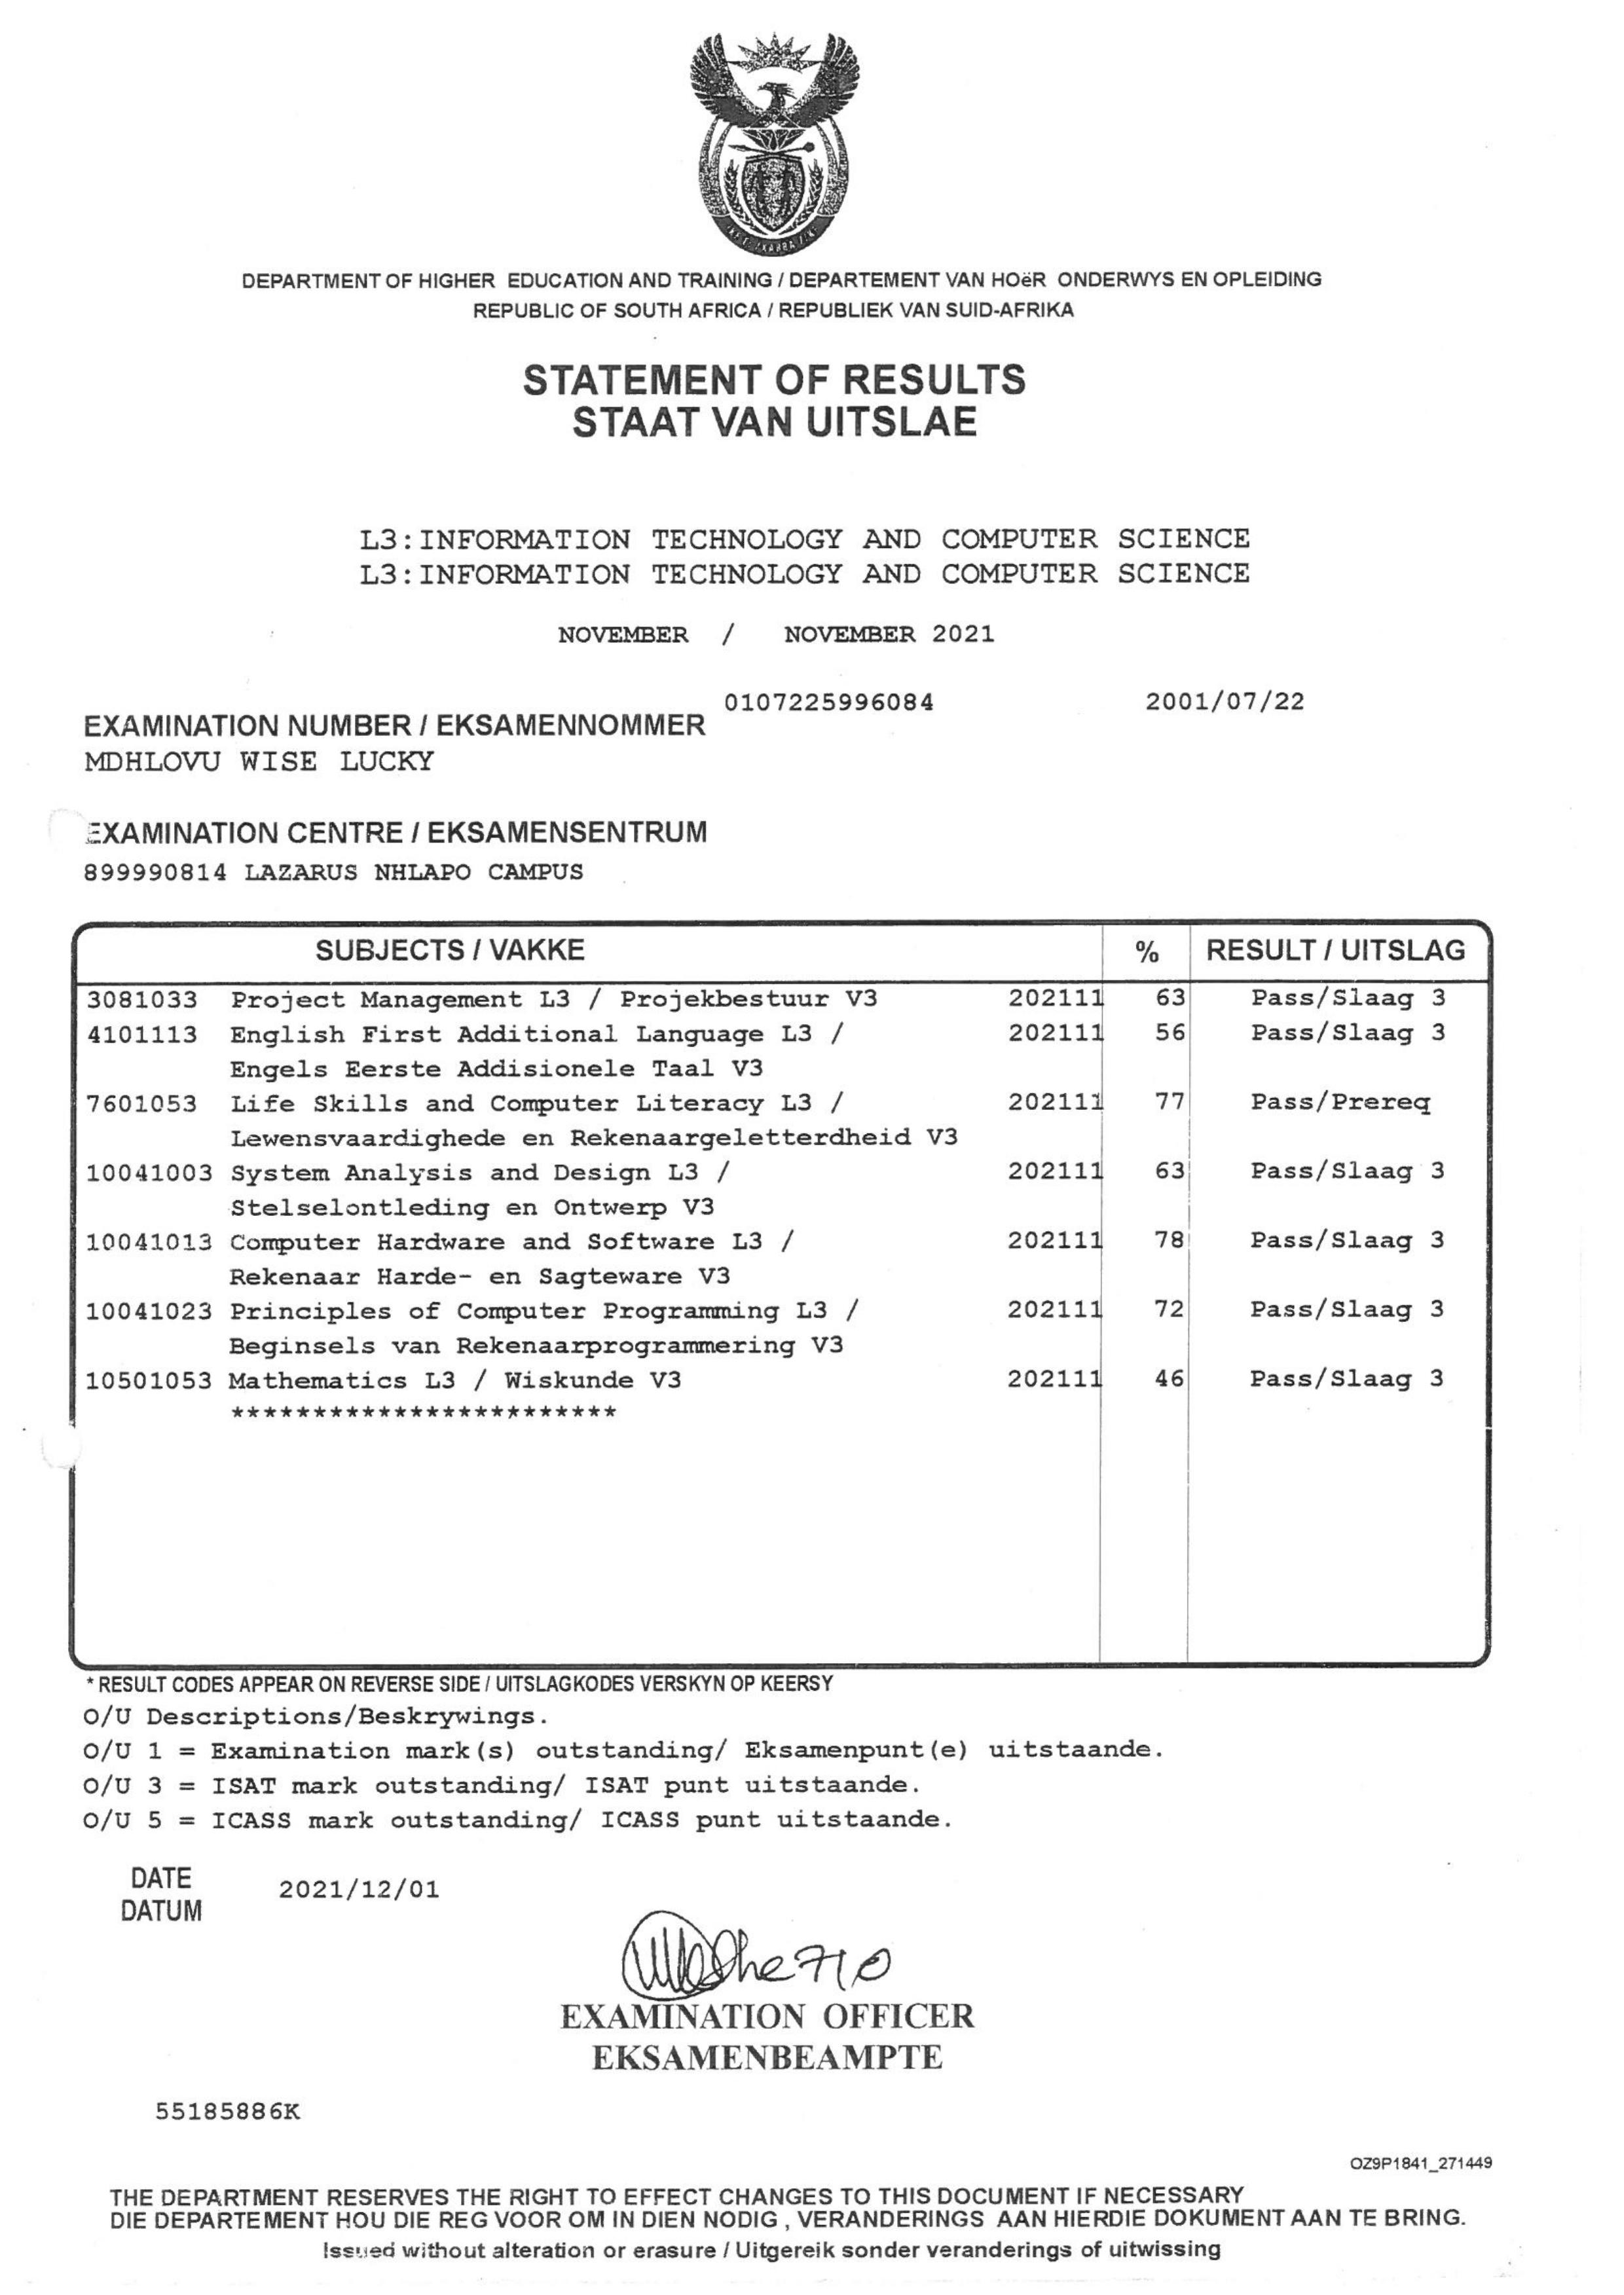 DEPARTMENT OF HIGHER EDUCATION AND TRAINING / DEPARTEMENT VAN HOëR ONDERWYS EN OPLEIDING
REPUBLIC OF SOUTH AFRICA / REPUBLIEK VAN SUID-AFRIKA
STATEMENT OF RESULTS
STAAT VAN UITSLAE
L3:INFORMATION TECHNOLOGY AND COMPUTER SCIENCE
L3:INFORMATION TECHNOLOGY AND COMPUTER SCIENCE
NOVEMBER / NOVEMBER 2021
0107225996084 2001/07/22
EXAMINATION NUMBER / EKSAMENNOMMER
MDHLOVU WISE LUCKY
EXAMINATION CENTRE / EKSAMENSENTRUM
899990814 LAZARUS NHLAPO CAMPUS
SUBJECTS / VAKKE % RESULT / UITSLAG
3081033 Project Management L3 / Projekbestuur V3 202111 63 Pass/Slaag 3
4101113 English First Additional Language L3 / 202111 56 Pass/Slaag 3
Engels Eerste Addisionele Taal V3
7601053 Life Skills and Computer Literacy L3 / 202111 77 Pass/Prereq
Lewensvaardighede en Rekenaargeletterdheid V3
10041003 System Analysis and Design L3 / 202111 63 Pass/Slaag 3
Stelselontleding en Ontwerp V3
10041013 Computer Hardware and Software L3 / 202111 78 Pass/Slaag 3
Rekenaar Harde- en Sagteware V3
10041023 Principles of Computer Programming L3 / 202111 72 Pass/Slaag 3
Beginsels van Rekenaarprogrammering V3
10501053 Mathematics L3 / Wiskunde V3 202111 46 Pass/Slaag 3
************************
* RESULT CODES APPEAR ON REVERSE SIDE / UITSLAGKODES VERSKYN OP KEERSY
O/U Descriptions/Beskrywings.
O/U 1 = Examination mark(s) outstanding/ Eksamenpunt(e) uitstaande.
O/U 3 = ISAT mark outstanding/ ISAT punt uitstaande.
O/U 5 = ICASS mark outstanding/ ICASS punt uitstaande.
DATE
DATUM
2021/12/01
EXAMINATION OFFICER
EKSAMENBEAMPTE
55185886K
OZ9P1841_271449
THE DEPARTMENT RESERVES THE RIGHT TO EFFECT CHANGES TO THIS DOCUMENT IF NECESSARY
DIE DEPARTEMENT HOU DIE REG VOOR OM IN DIEN NODIG , VERANDERINGS AAN HIERDIE DOKUMENT AAN TE BRING.
Issued without alteration or erasure / Uitgereik sonder veranderings of uitwissing